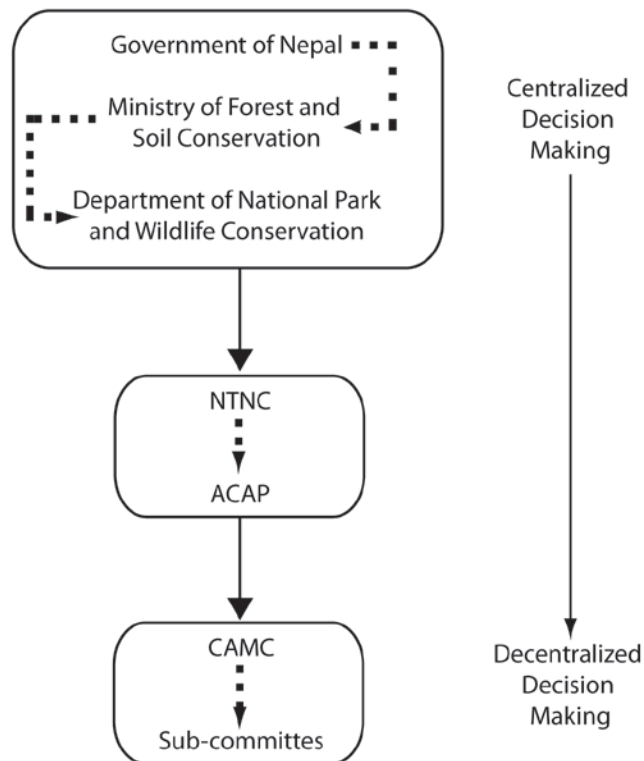 Government of Nepal
Ministry of Forest and
Soil Conservation
Department of National Park
and Wildlife Conservation
Centralized
Decision
Making
NTNC
ACAP
CAMC
Sub-committes
Decentralized
Decision
Making